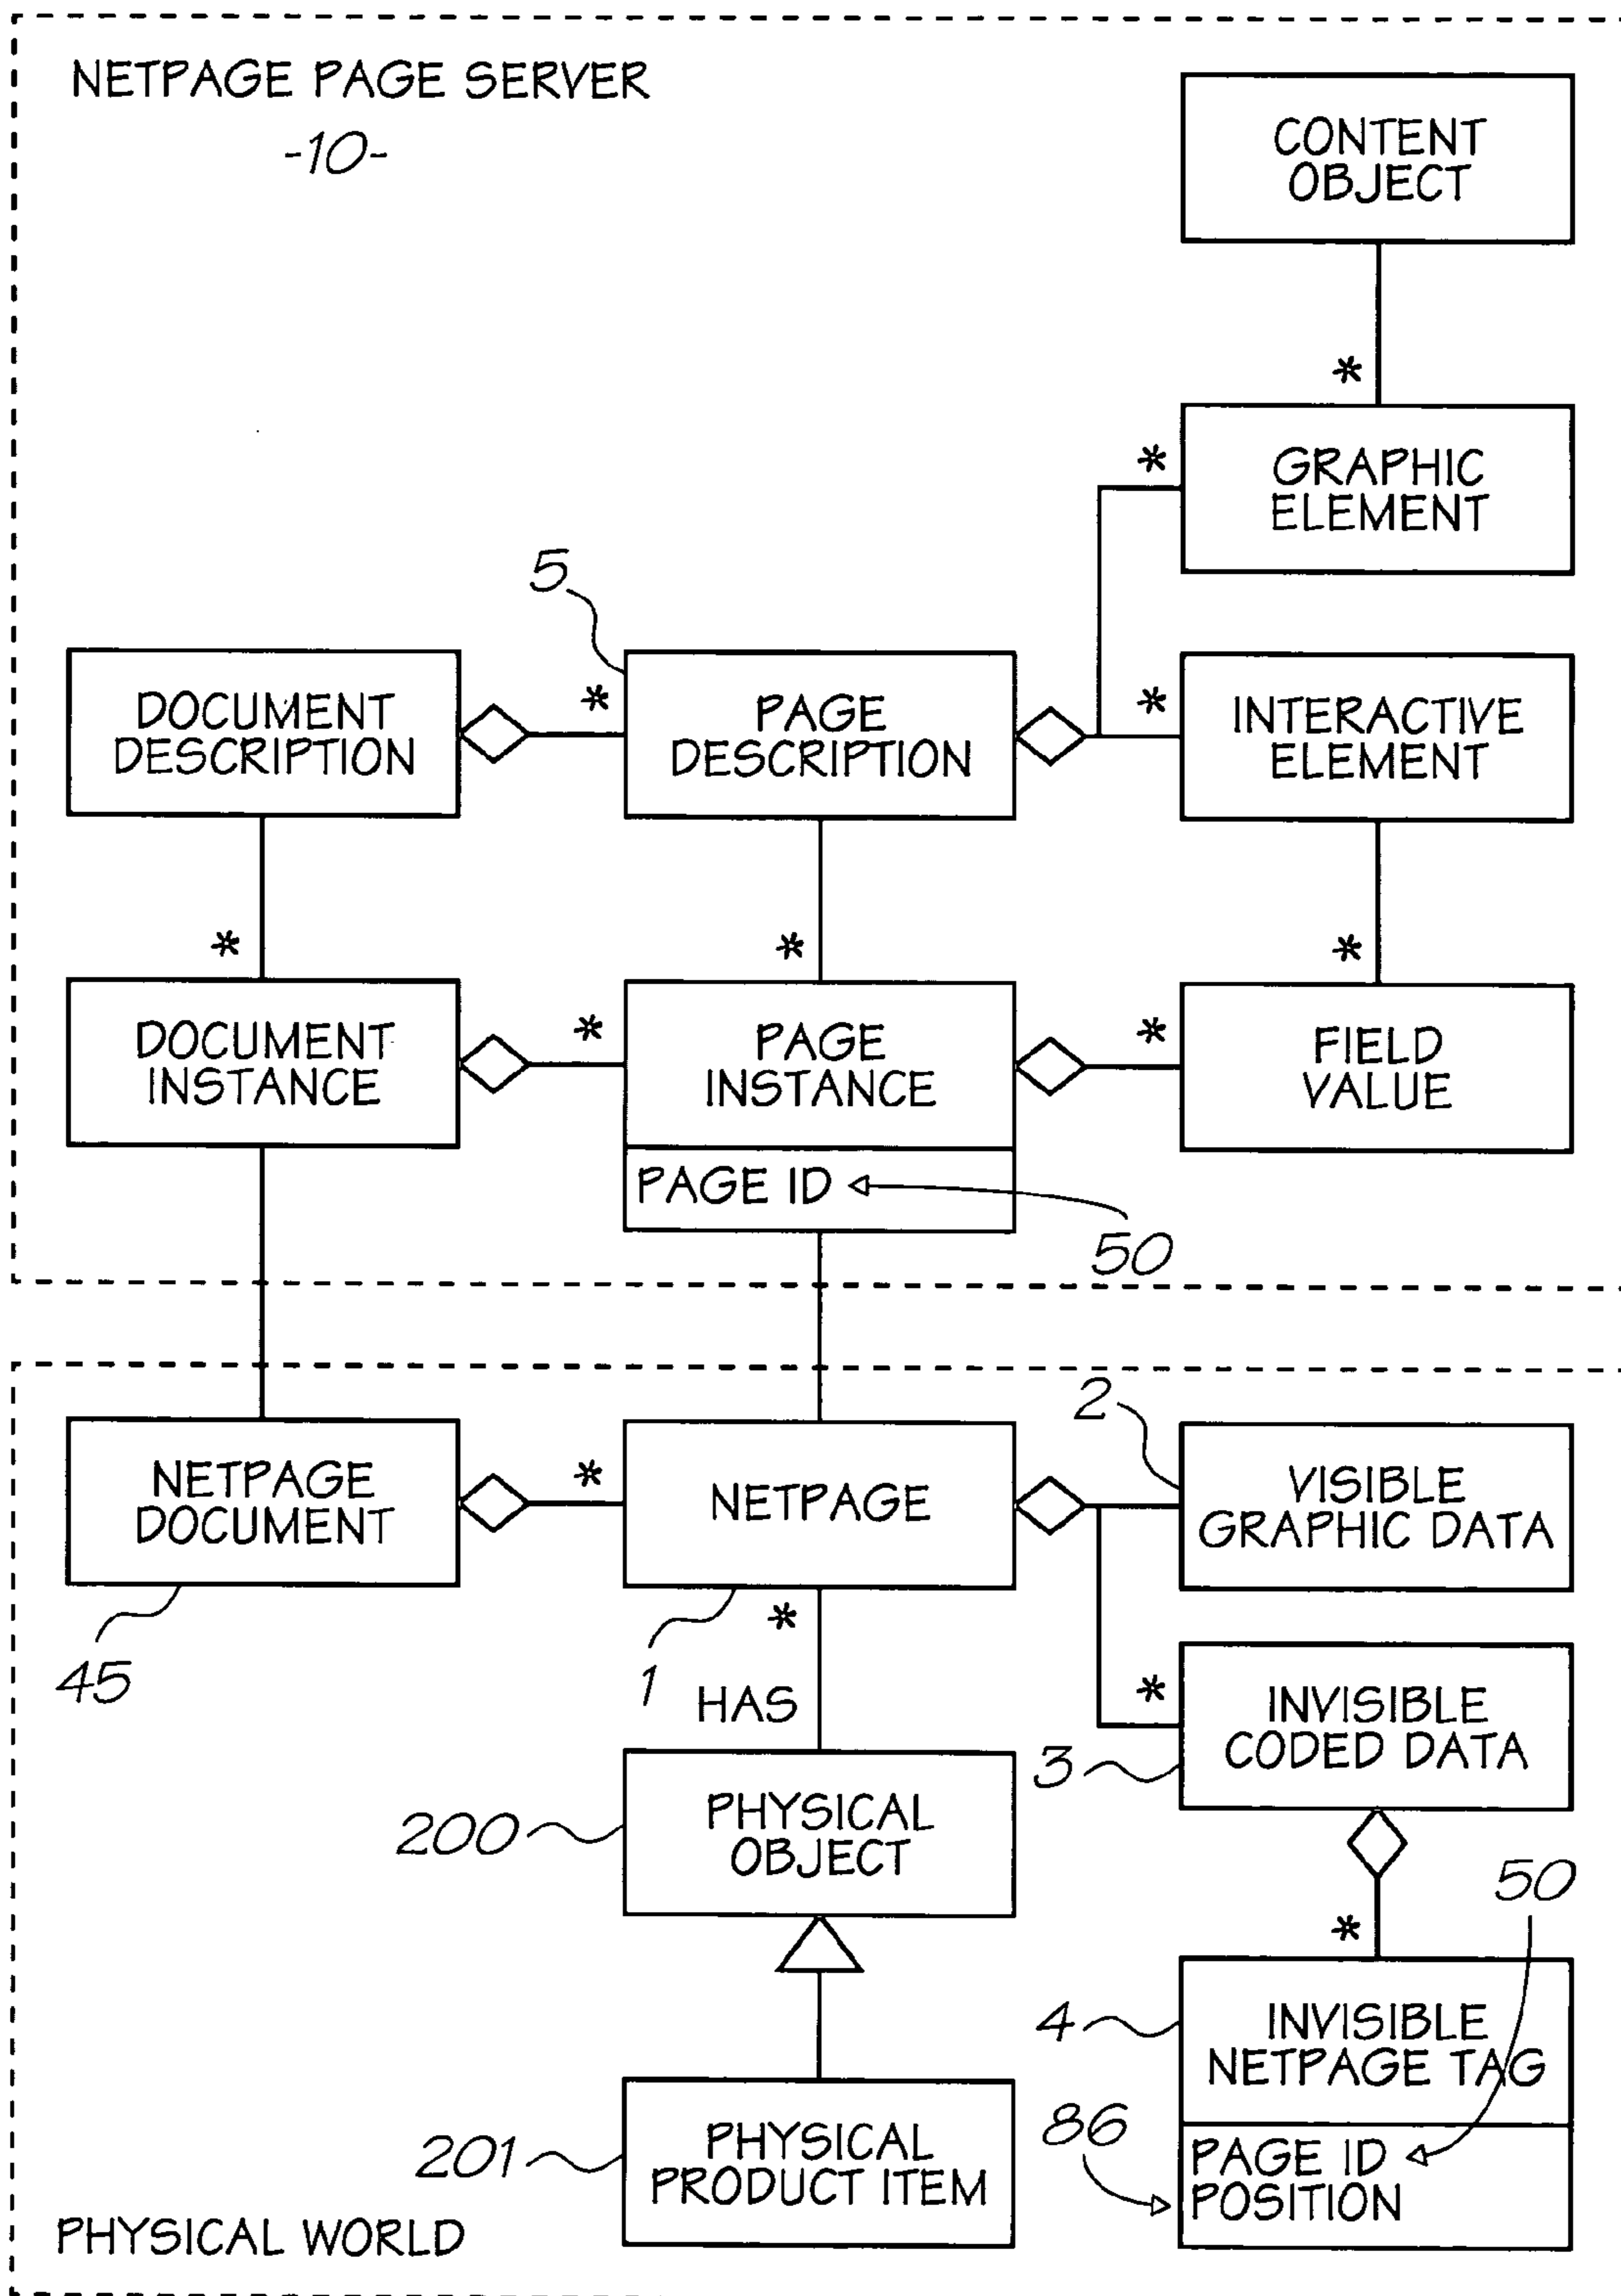 NETPAGE PAGE SERVER
-10-
CONTENT
OBJECT
*
*
GRAPHIC
ELEMENT
5
DOCUMENT
DESCRIPTION
*
PAGE
DESCRIPTION
*
INTERACTIVE
ELEMENT
*
*
*
DOCUMENT
INSTANCE
*
PAGE
INSTANCE
*
FIELD
VALUE
PAGE ID
50
NETPAGE
DOCUMENT
*
NETPAGE
2
VISIBLE
GRAPHIC DATA
45
1
*
HAS
*
3
INVISIBLE
CODED DATA
200
PHYSICAL
OBJECT
50
*
4
INVISIBLE
NETPAGE TAG
201
PHYSICAL
PRODUCT ITEM
86
PAGE ID
POSITION
PHYSICAL WORLD